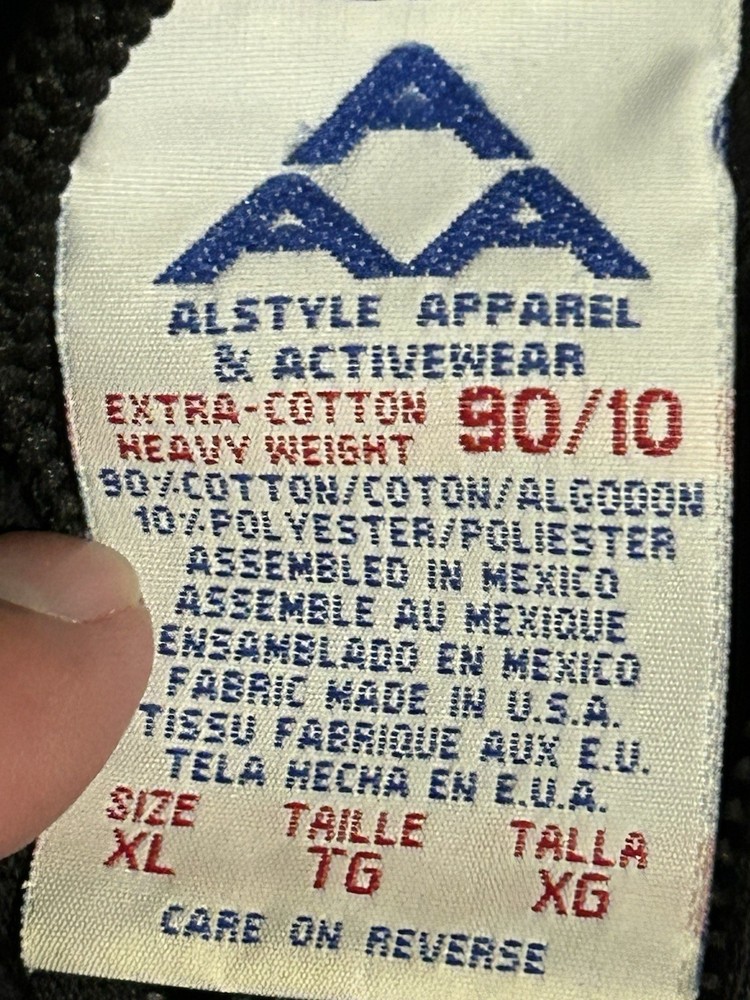 AAA
ALSTYLE APPAREL
& ACTIVEWEAR
EXTRA-COTTON 90/10
HEAVY WEIGHT
90%COTTON/COTON/ALGODON
10%POLYESTER/POLIESTER
ASSEMBLED IN MEXICO
ASSEMBLE AU MEXIQUE
ENSAMBLADO EN MEXICO
FABRIC MADE IN U.S.A.
TISSU FABRIQUE AUX E.U.
TELA HECHA EN E.U.A.
SIZE TAILLE TALLA
XL TG XG
CARE ON REVERSE